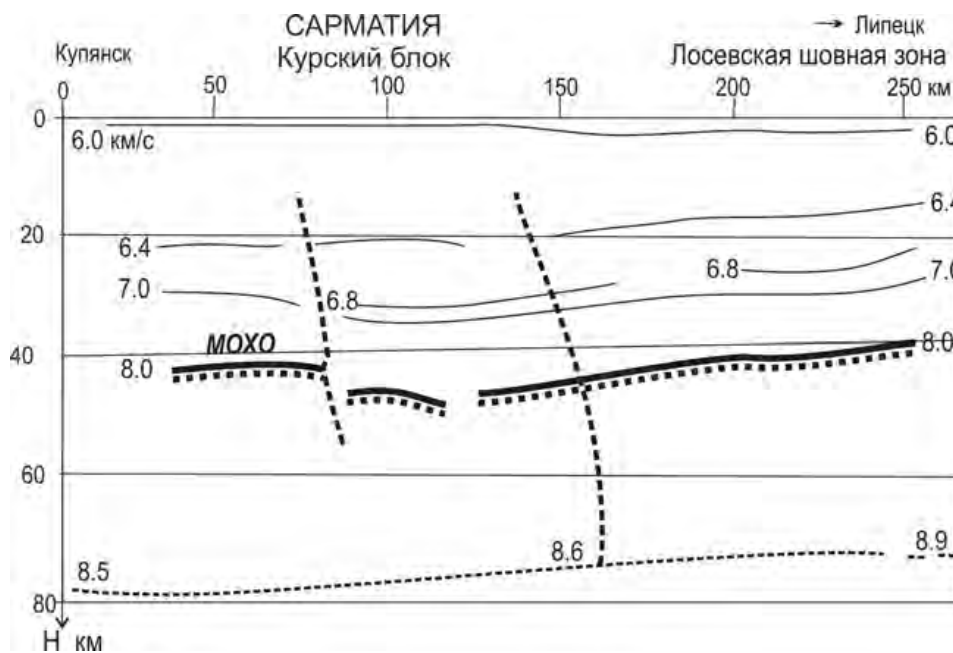 САРМАТИЯ
→ Липецк
Купянск
Курский блок
Лосевская шовная зона
0 50 100 150 200 250 км
0
6.0 км/с
6.0
6.4
20
6.4
6.8
7.0
7.0
6.8
МОХО
40
8.0
8.0
60
8.6
8.9
8.5
80
Н км